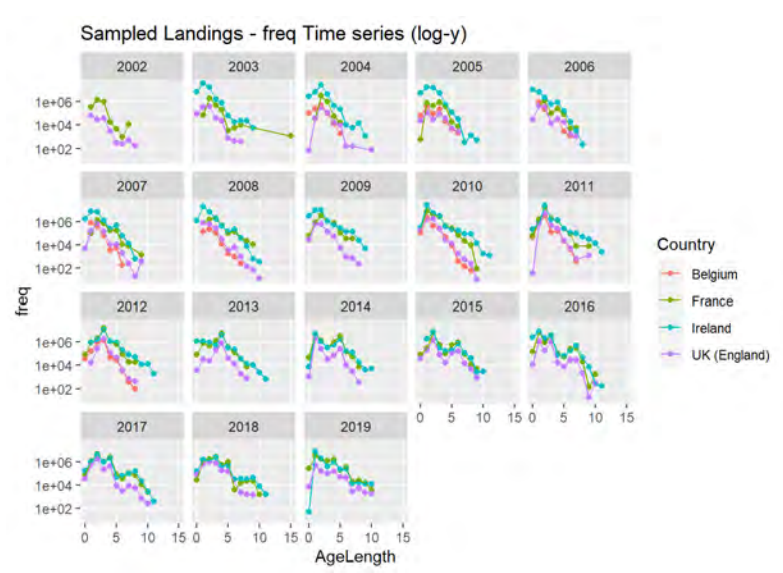 Sampled Landings - freq Time series (log-y)
2002 2003 2004 2005 2006
1e+06
1e+04
1e+02
2007 2008 2009 2010 2011
1e+06
1e+04
1e+02
2012 2013 2014 2015 2016
1e+06
1e+04
1e+02
0 5 10 15 0 5 10 15
2017 2018 2019
1e+06
1e+04
1e+02
0 5 10 15 0 5 10 15 0 5 10 15
AgeLength
freq
Country
Belgium
France
Ireland
UK (England)